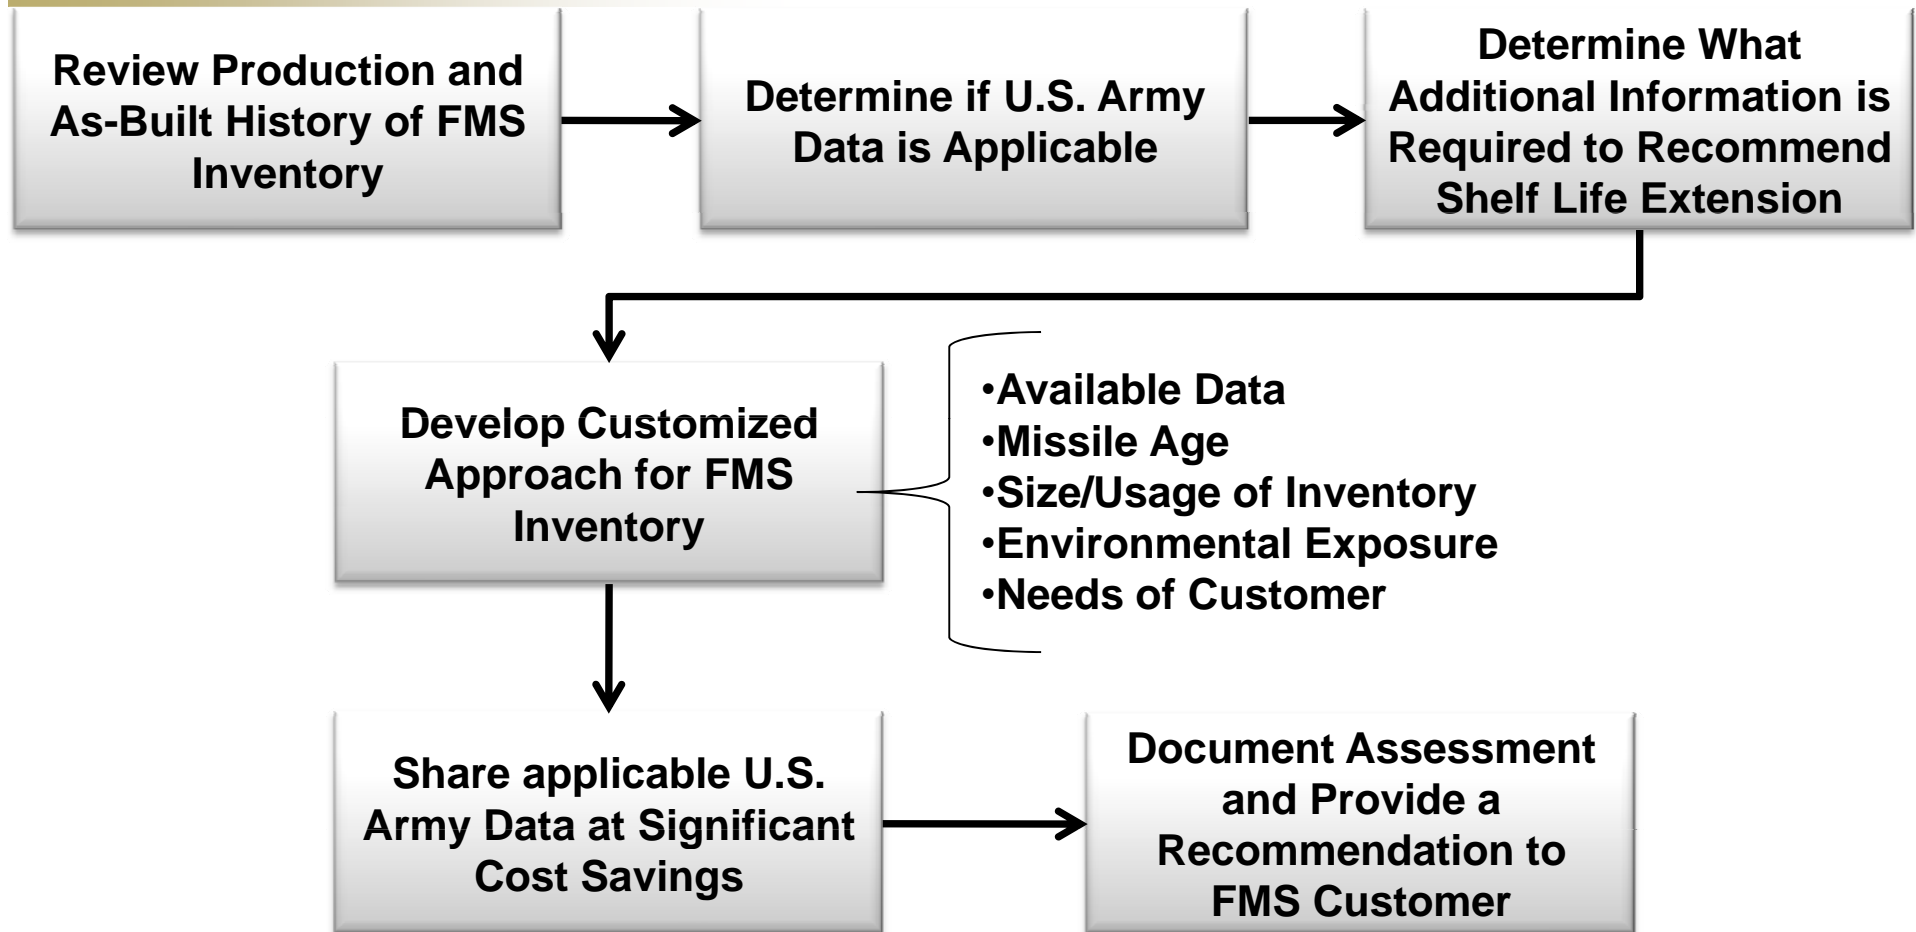 Review Production and
As-Built History of FMS
Inventory
Determine if U.S. Army
Data is Applicable
Determine What
Additional Information is
Required to Recommend
Shelf Life Extension
Develop Customized
Approach for FMS
Inventory
•Available Data
•Missile Age
•Size/Usage of Inventory
•Environmental Exposure
•Needs of Customer
Share applicable U.S.
Army Data at Significant
Cost Savings
Document Assessment
and Provide a
Recommendation to
FMS Customer